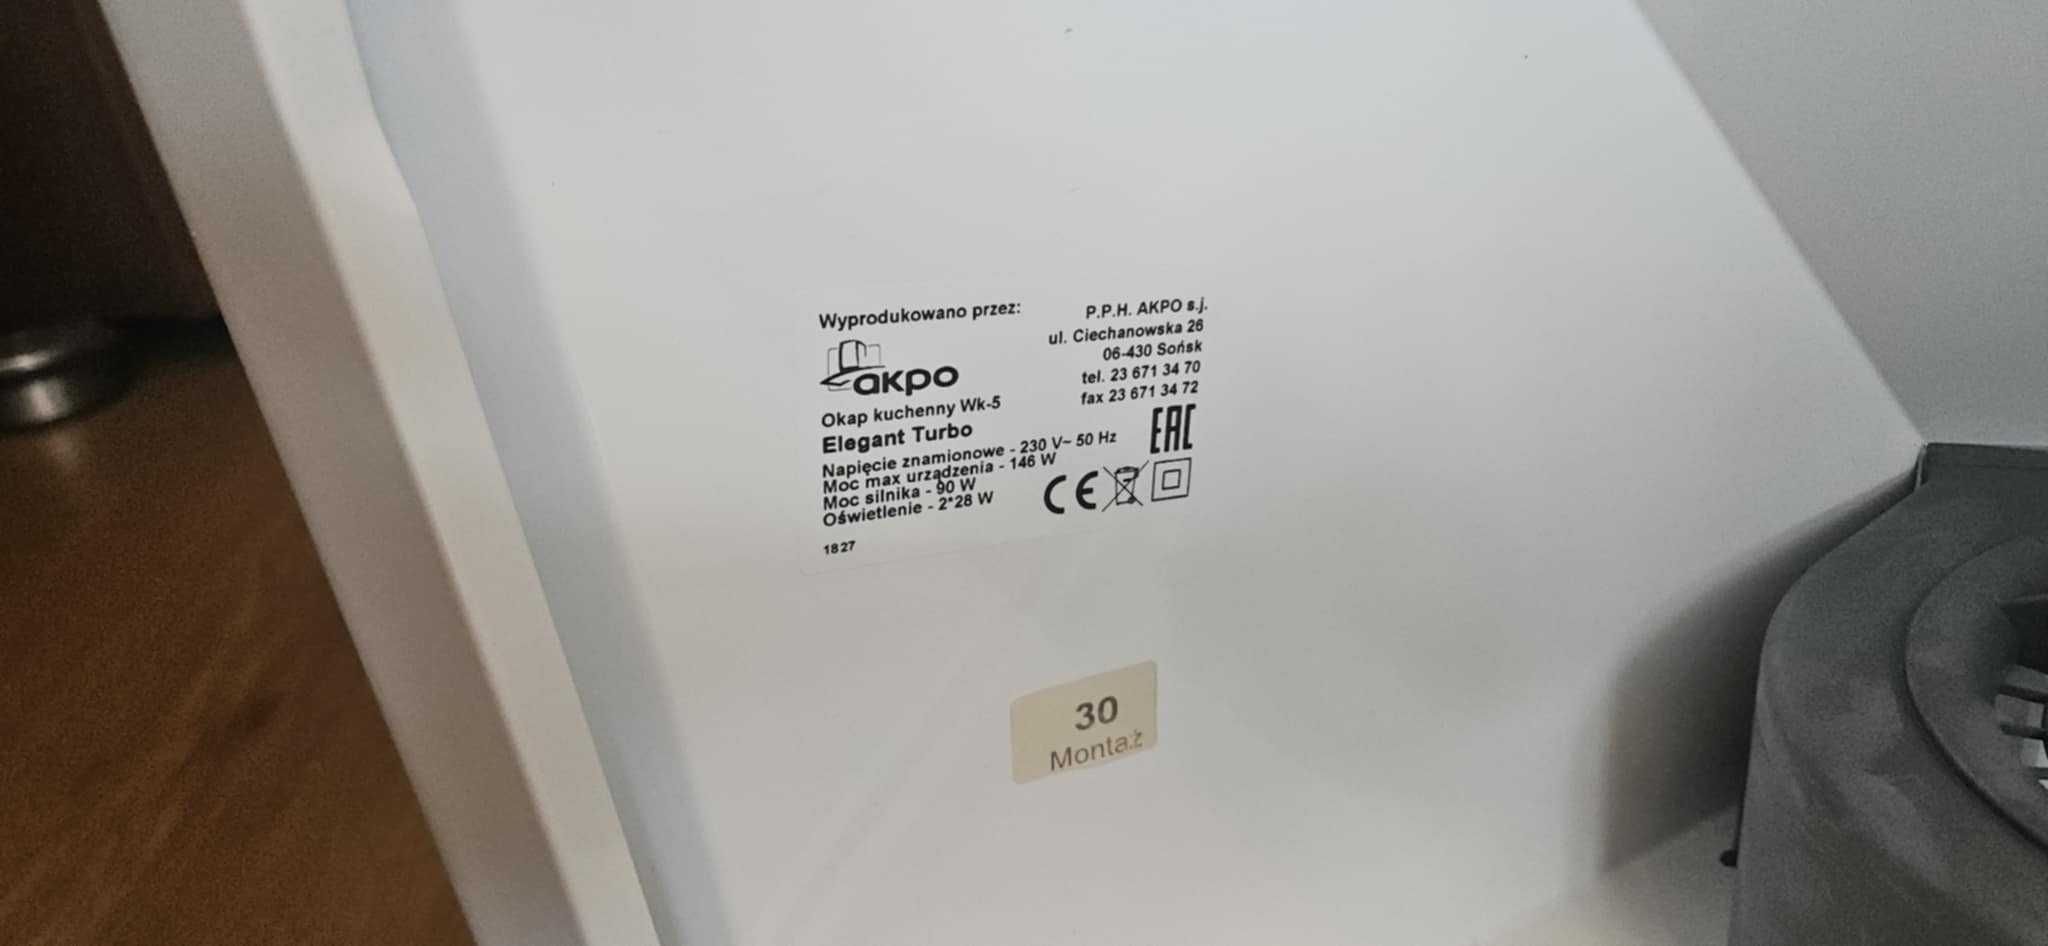 Wyprodukowano przez:
P.P.H. AKPO s.j.
ul. Ciechanowska 26
06-430 Sońsk
tel. 23 671 34 70
fax 23 671 34 72
akpo
Okap kuchenny Wk-5
Elegant Turbo
Napięcie znamionowe - 230 V~ 50 Hz
Moc max urządzenia - 146 W
Moc silnika - 90 W
Oświetlenie - 2*28 W
EAC
CE
1827
30
Montaż